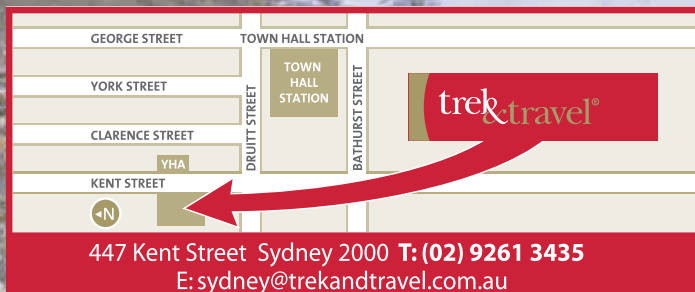 GEORGE STREET
TOWN HALL STATION
TOWN
HALL
STATION
YORK STREET
DRUITT STREET
BATHURST STREET
trek&travel®
CLARENCE STREET
YHA
KENT STREET
N
447 Kent Street Sydney 2000 T: (02) 9261 3435
E: sydney@trekandtravel.com.au